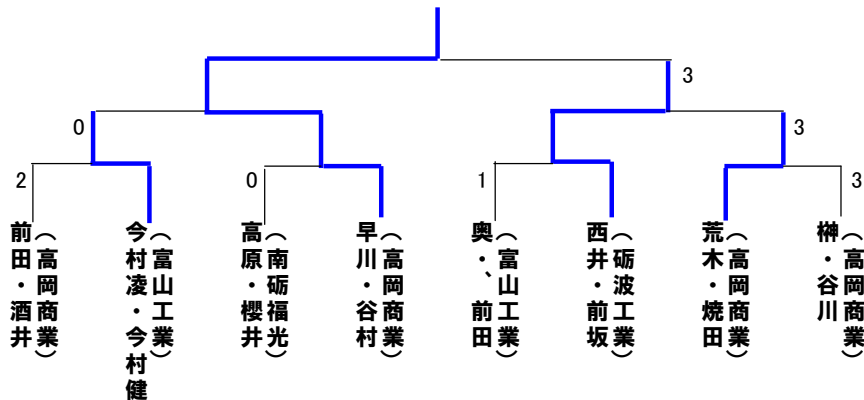 3
0
3
2
0
1
3
前田・酒井
（高岡商業）
今村凌・今村健
（富山工業）
高原・櫻井
（南砺福光）
早川・谷村
（高岡商業）
奥・、前田
（富山工業）
西井・前坂
（砺波工業）
荒木・焼田
（高岡商業）
榊・谷川
（高岡商業）